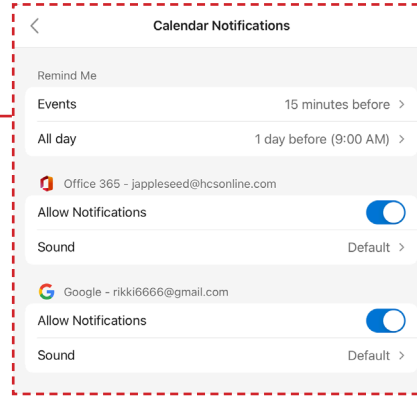 Calendar Notifications
Remind Me
Events 15 minutes before >
All day 1 day before (9:00 AM) >
Office 365 - jappleseed@hcsonline.com
Allow Notifications
Sound Default >
Google - rikki6666@gmail.com
Allow Notifications
Sound Default >